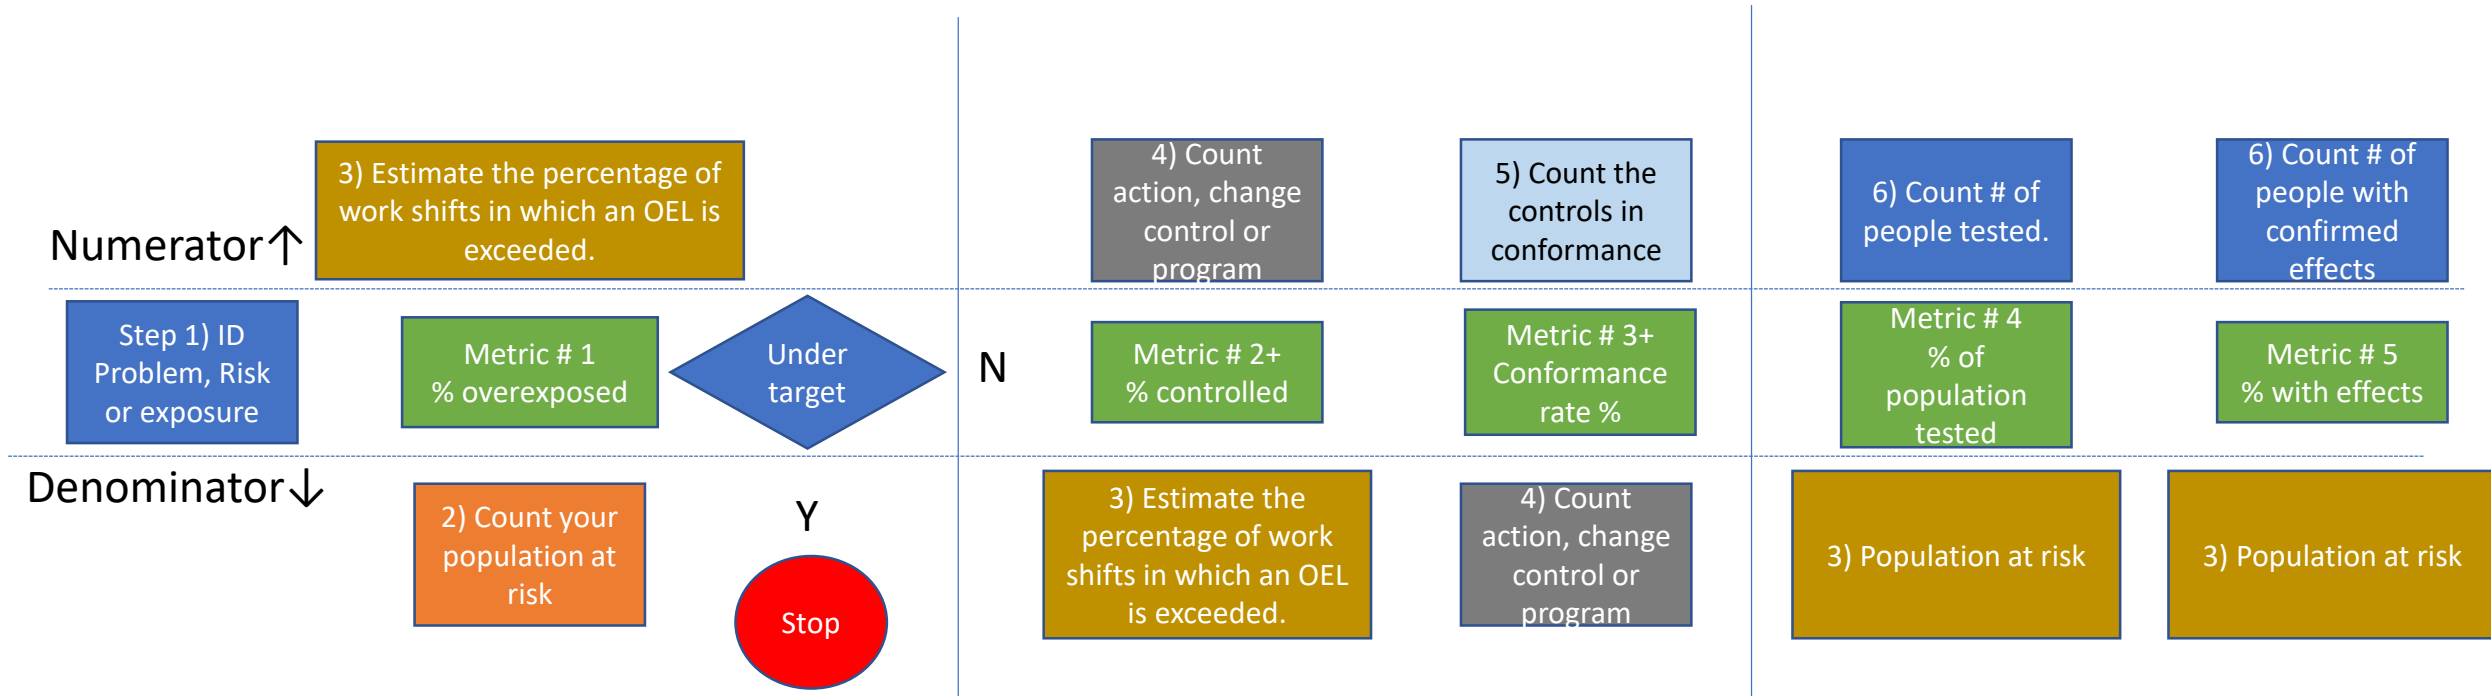 3) Estimate the percentage of
work shifts in which an OEL is
exceeded.
4) Count
action, change
control or
program
5) Count the
controls in
conformance
6) Count # of
people tested.
6) Count # of
people with
confirmed
effects
Numerator↑
Step 1) ID
Problem, Risk
or exposure
Metric # 1
% overexposed
Under
target
N
Metric # 2+
% controlled
Metric # 3+
Conformance
rate %
Metric # 4
% of
population
tested
Metric # 5
% with effects
Denominator↓
2) Count your
population at
risk
Y
Stop
3) Estimate the
percentage of work
shifts in which an OEL
is exceeded.
4) Count
action, change
control or
program
3) Population at risk
3) Population at risk